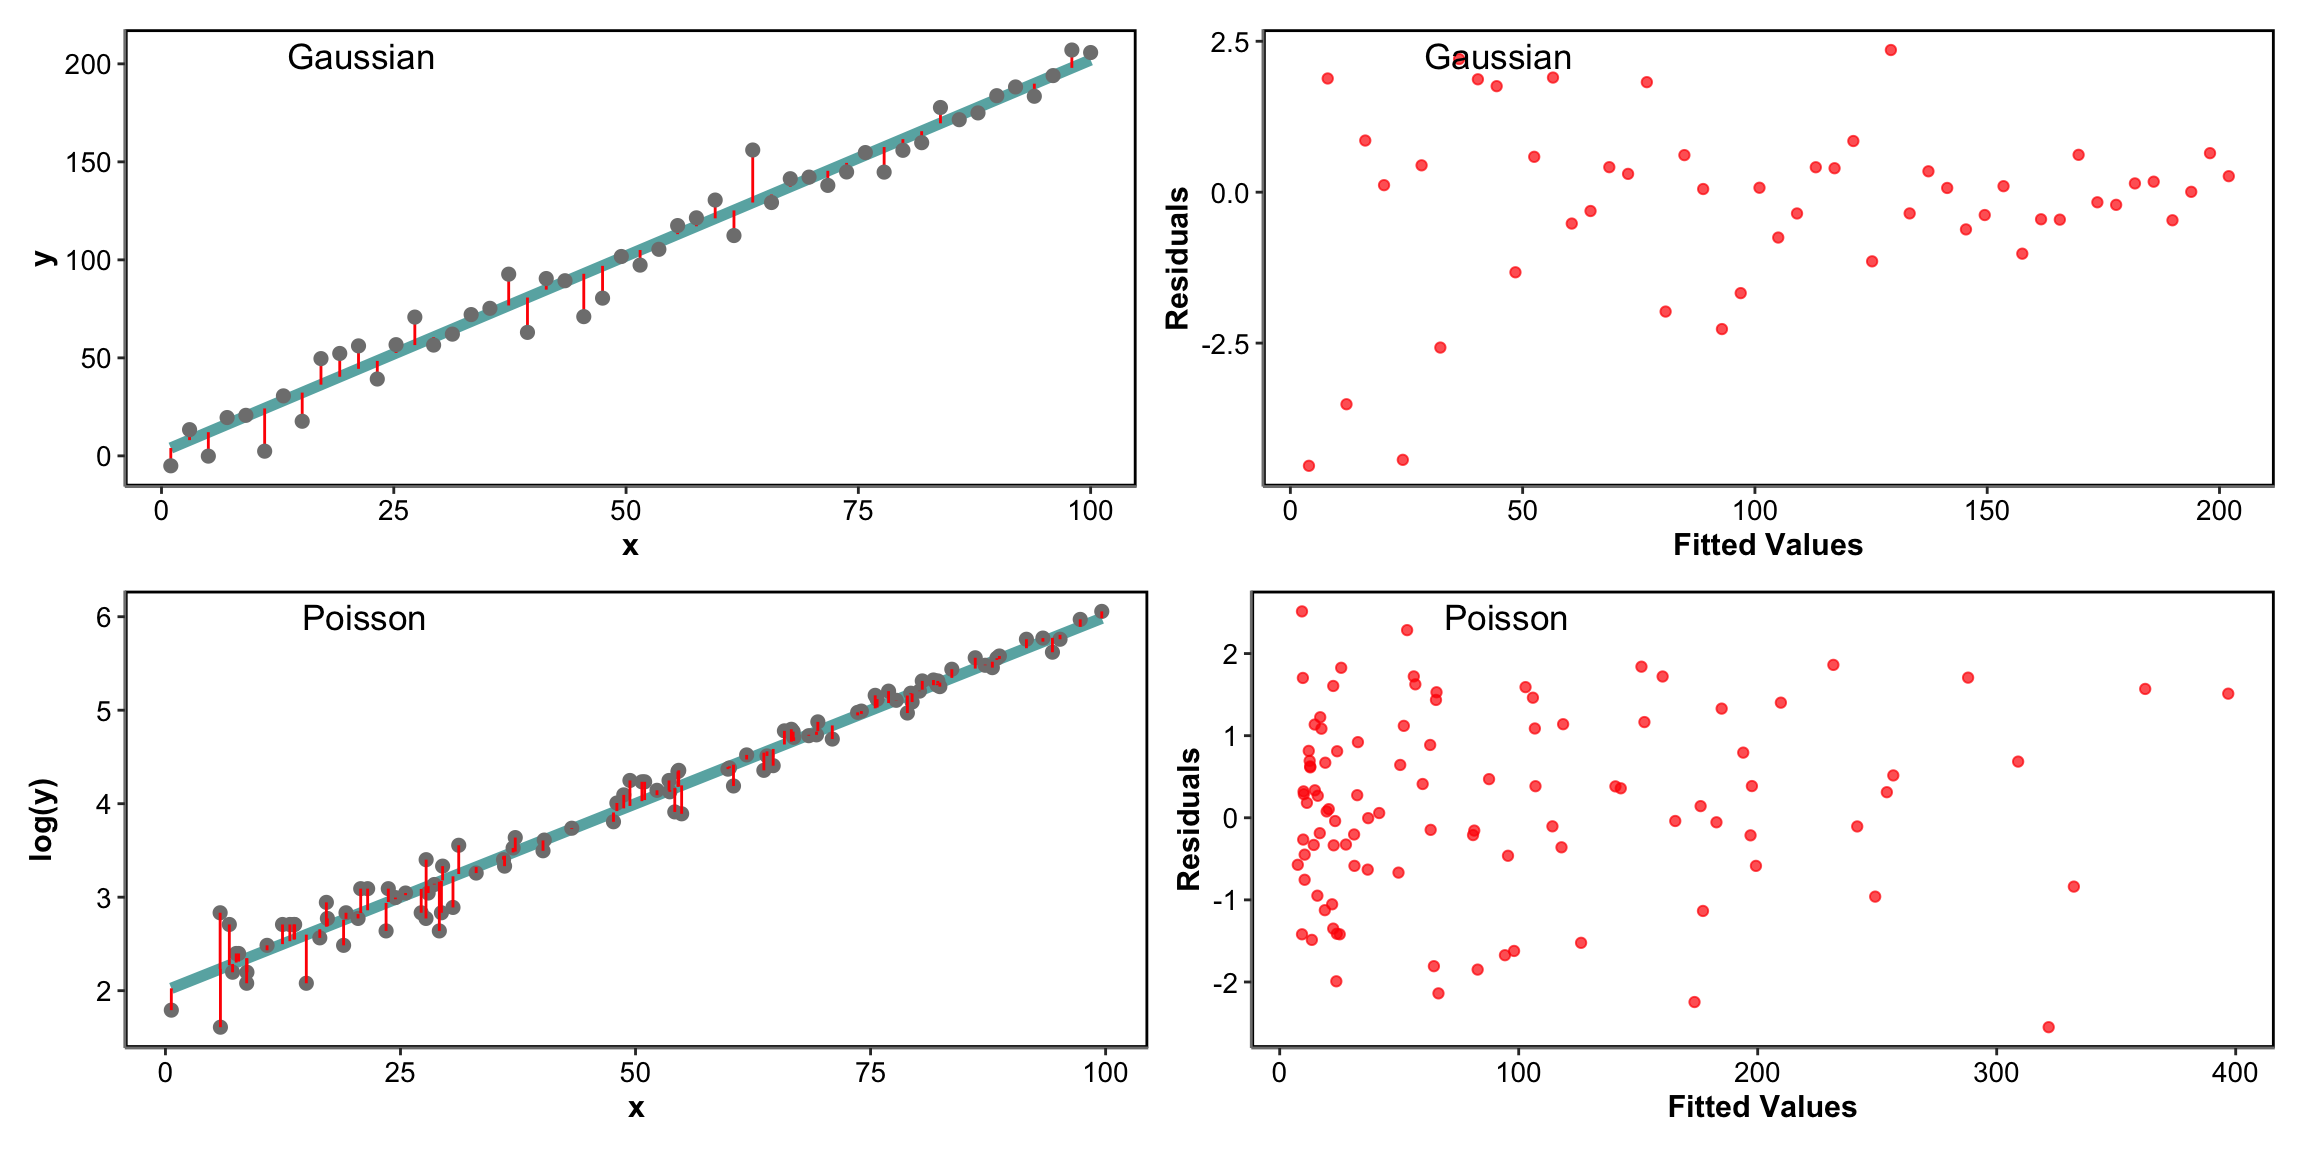 Gaussian
y
200
150
100
50
0
0 25 50 75 100
x
Gaussian
Residuals
2.5
0.0
-2.5
0 50 100 150 200
Fitted Values
Poisson
log(y)
6
5
4
3
2
0 25 50 75 100
x
Poisson
Residuals
2
1
0
-1
-2
0 100 200 300 400
Fitted Values